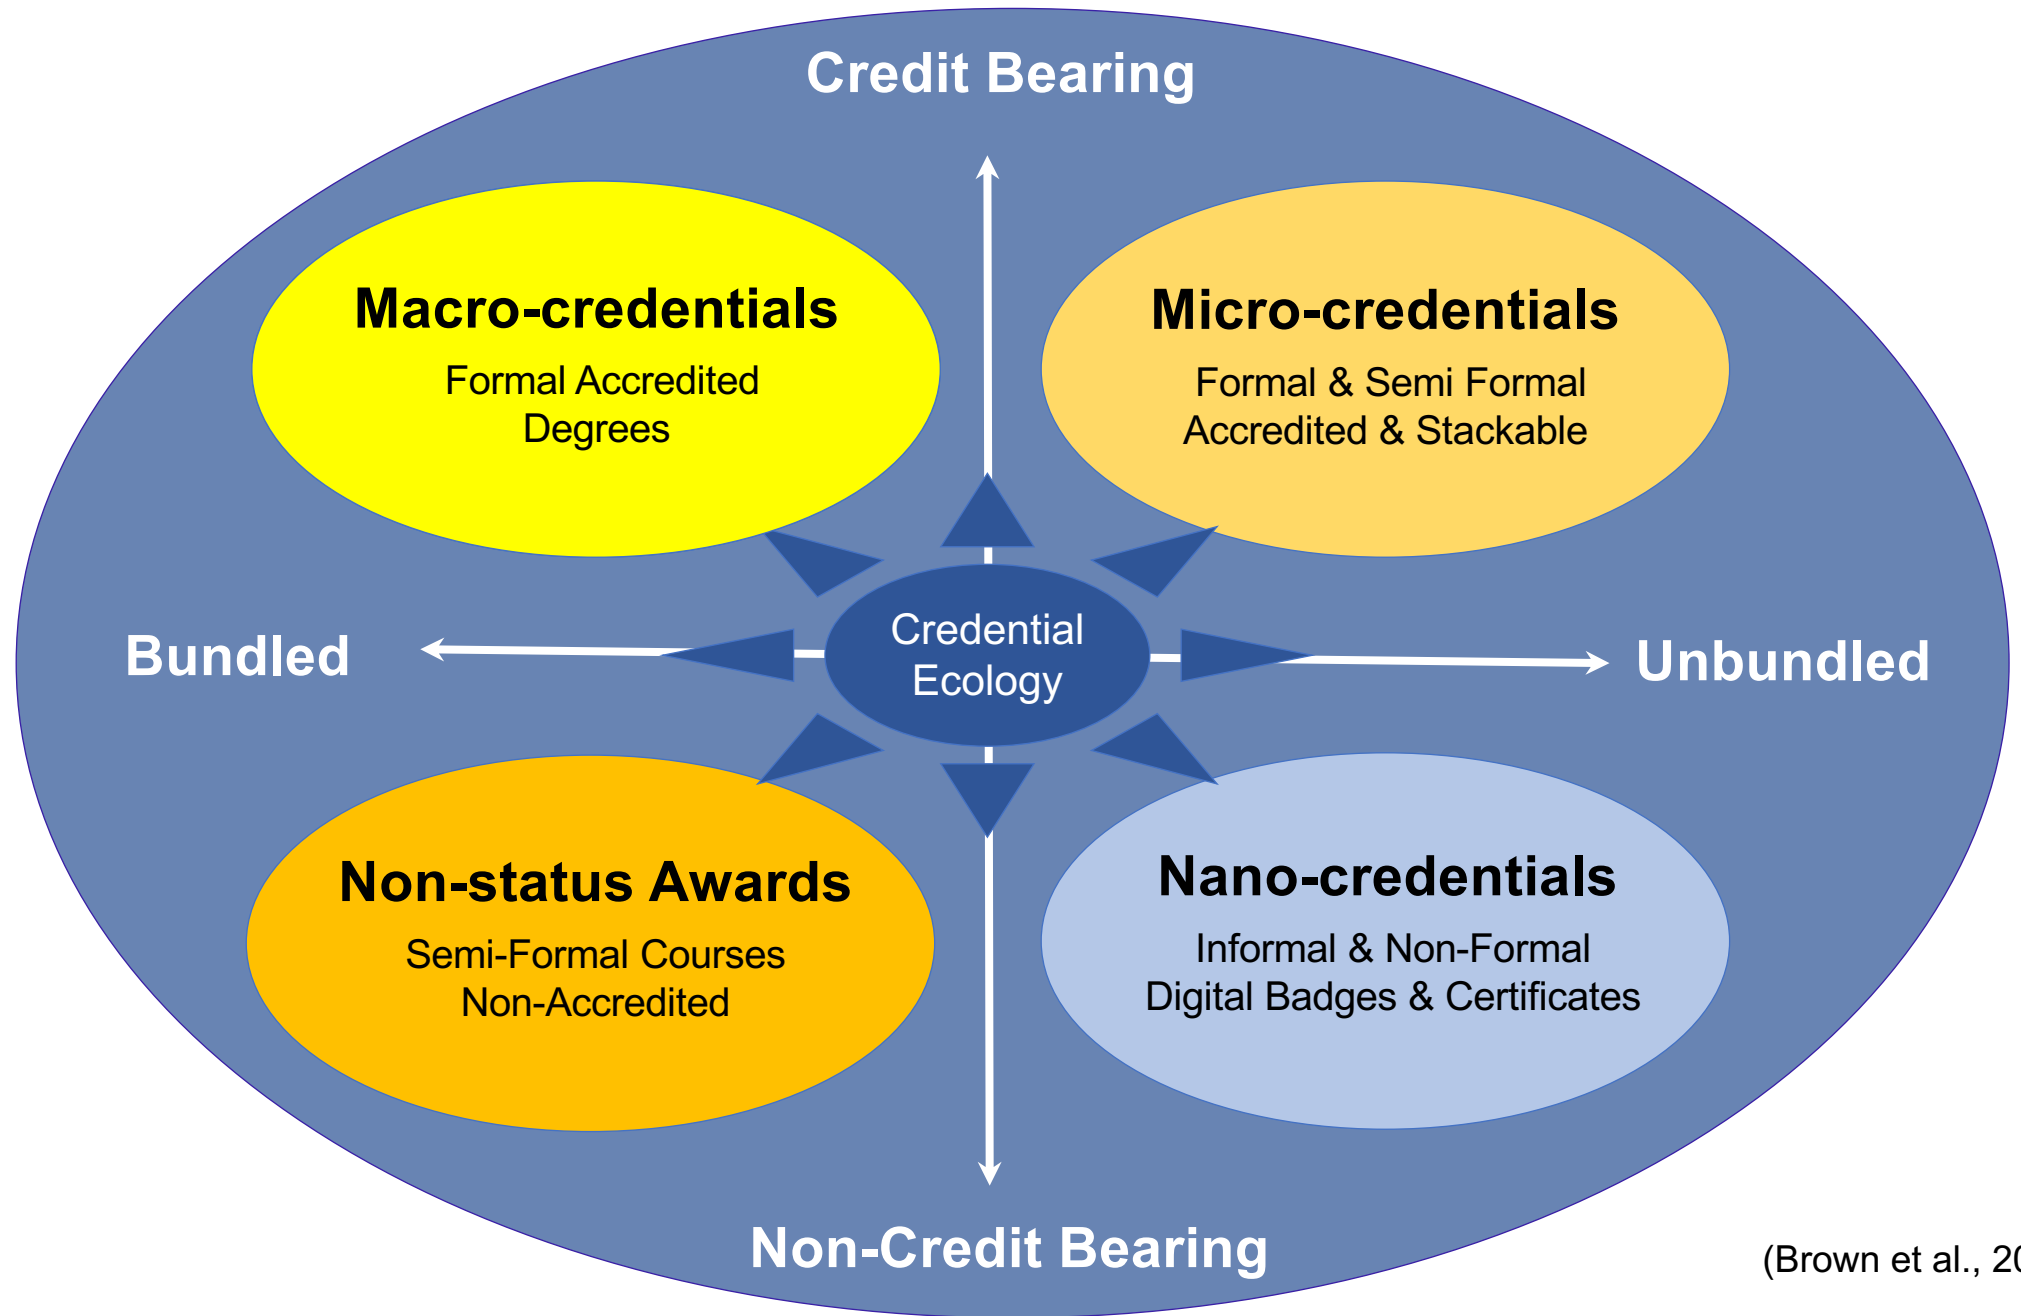 Credit Bearing
Macro-credentials
Formal Accredited
Degrees
Micro-credentials
Formal & Semi Formal
Accredited & Stackable
Bundled
Credential
Ecology
Unbundled
Non-status Awards
Semi-Formal Courses
Non-Accredited
Nano-credentials
Informal & Non-Formal
Digital Badges & Certificates
Non-Credit Bearing
(Brown et al.,